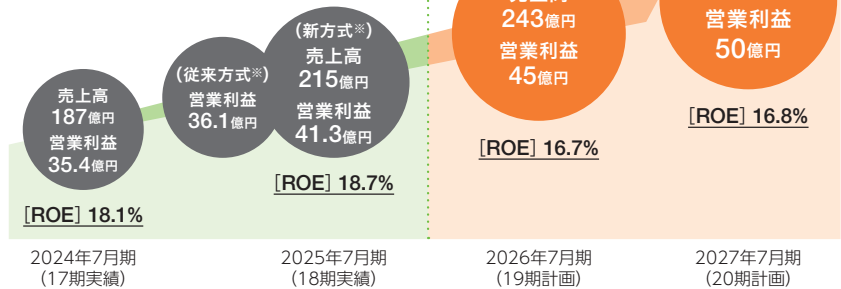 売上高
187億円
営業利益
35.4億円
[ROE] 18.1%
(従来方式※)
営業利益
36.1億円
(新方式※)
売上高
215億円
営業利益
41.3億円
[ROE] 18.7%
243億円
営業利益
45億円
[ROE] 16.7%
営業利益
50億円
[ROE] 16.8%
2024年7月期
(17期実績)
2025年7月期
(18期実績)
2026年7月期
(19期計画)
2027年7月期
(20期計画)